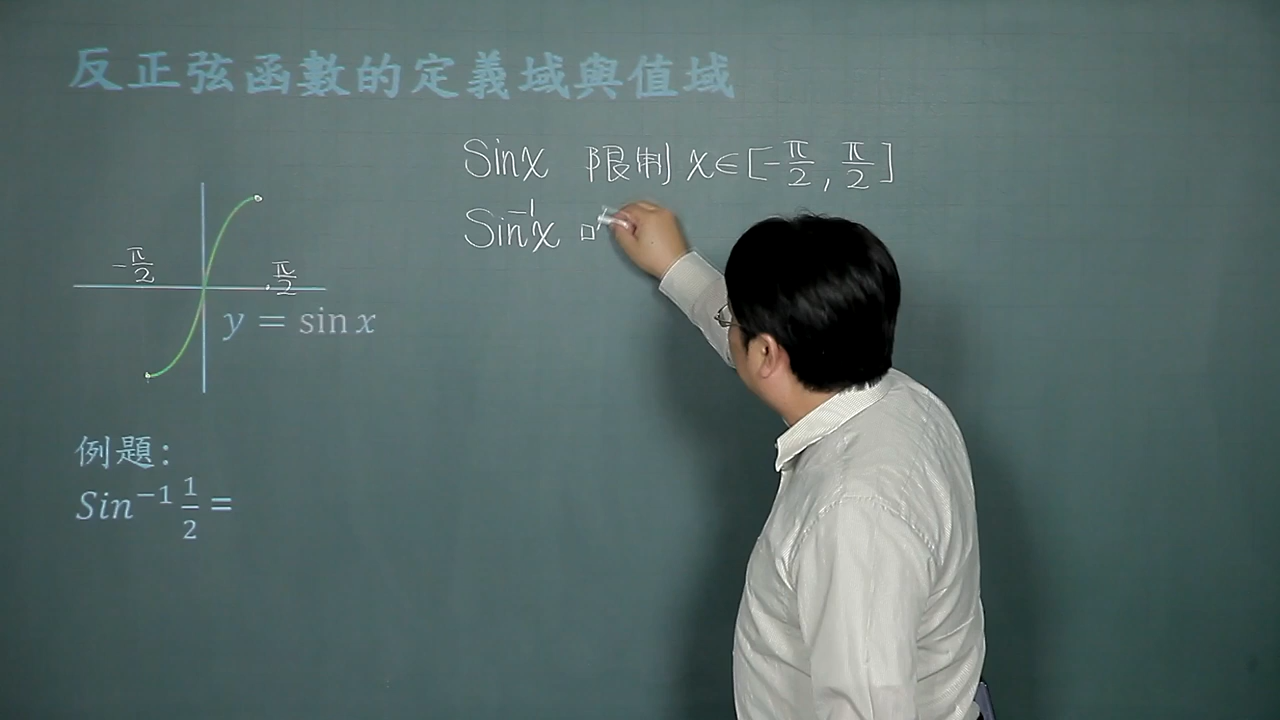 反正弦函數的定義域與值域
Sinx 限制 x∈[-π/2, π/2]
Sin⁻¹x
-π/2
π/2
y = sin x
例題:
Sin⁻¹ 1/2 =